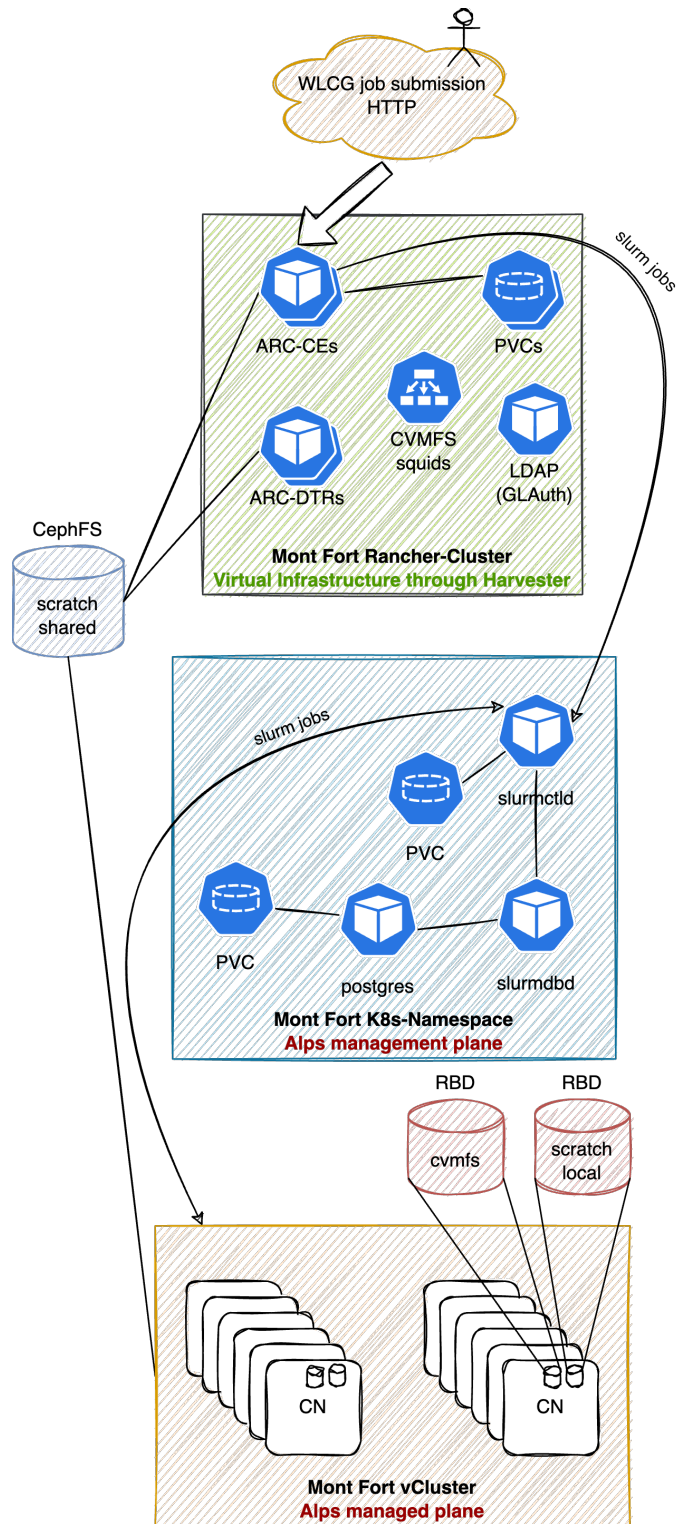 WLCG job submission
HTTP
slurm jobs
ARC-CEs
PVCs
CVMFS
squids
LDAP
(GLAuth)
ARC-DTRs
Mont Fort Rancher-Cluster
Virtual Infrastructure through Harvester
CephFS
scratch
shared
slurm jobs
slurmctld
PVC
PVC
postgres
slurmdbd
Mont Fort K8s-Namespace
Alps management plane
RBD
RBD
cvmfs
scratch
local
CN
CN
Mont Fort vCluster
Alps managed plane